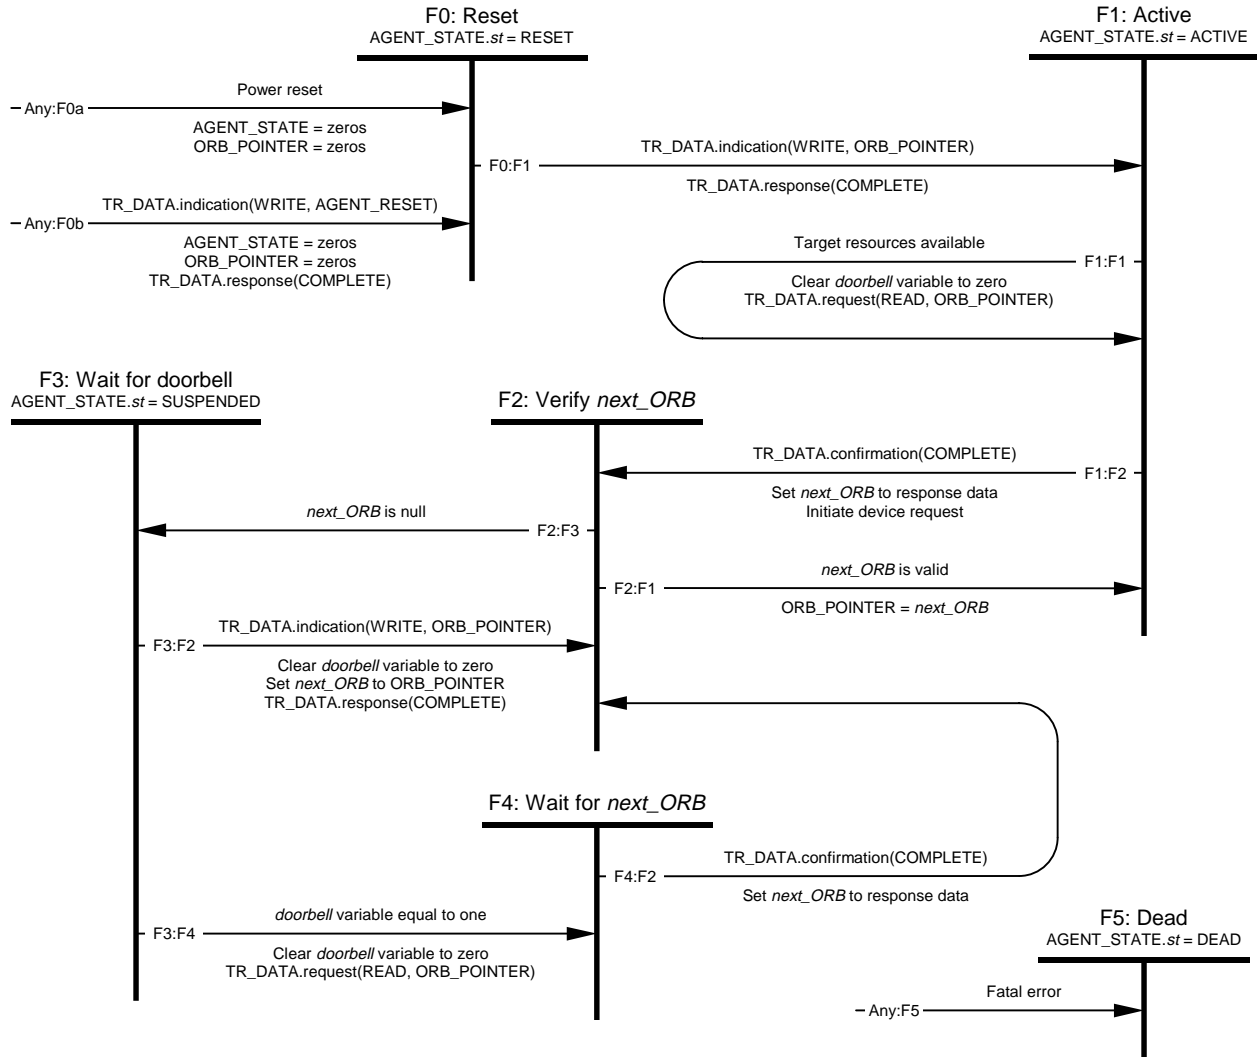 F0: Reset
AGENT_STATE.st = RESET
F1: Active
AGENT_STATE.st = ACTIVE
Power reset
Any:F0a
AGENT_STATE = zeros
ORB_POINTER = zeros
TR_DATA.indication(WRITE, ORB_POINTER)
F0:F1
TR_DATA.response(COMPLETE)
TR_DATA.indication(WRITE, AGENT_RESET)
Any:F0b
AGENT_STATE = zeros
ORB_POINTER = zeros
TR_DATA.response(COMPLETE)
Target resources available
F1:F1
Clear doorbell variable to zero
TR_DATA.request(READ, ORB_POINTER)
F3: Wait for doorbell
AGENT_STATE.st = SUSPENDED
F2: Verify next_ORB
TR_DATA.confirmation(COMPLETE)
F1:F2
Set next_ORB to response data
Initiate device request
next_ORB is null
F2:F3
next_ORB is valid
F2:F1
ORB_POINTER = next_ORB
TR_DATA.indication(WRITE, ORB_POINTER)
F3:F2
Clear doorbell variable to zero
Set next_ORB to ORB_POINTER
TR_DATA.response(COMPLETE)
F4: Wait for next_ORB
TR_DATA.confirmation(COMPLETE)
F4:F2
Set next_ORB to response data
doorbell variable equal to one
F3:F4
Clear doorbell variable to zero
TR_DATA.request(READ, ORB_POINTER)
F5: Dead
AGENT_STATE.st = DEAD
Fatal error
Any:F5